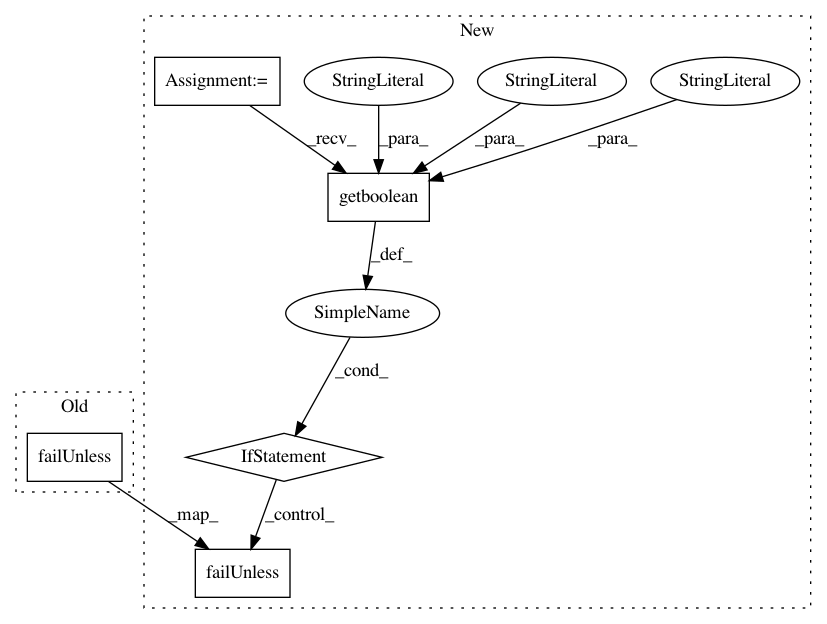 New
Assignment:=
StringLiteral
StringLiteral
StringLiteral
_recv_
_para_
_para_
_para_
getboolean
_def_
SimpleName
_cond_
Old
failUnless
IfStatement
_map_
_control_
failUnless